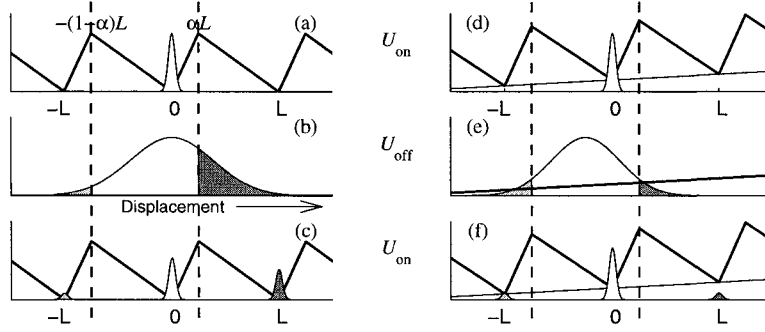 -(1-α)L αL (a)
-L 0 L
(b)
Displacement
(c)
-L 0 L
U_on
U_off
U_on
(d)
-L 0 L
(e)
(f)
-L 0 L